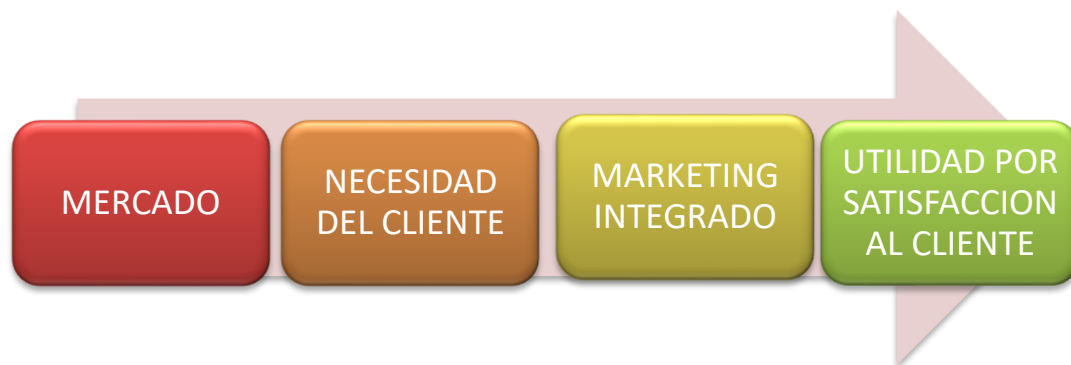 MERCADO
NECESIDAD
DEL CLIENTE
MARKETING
INTEGRADO
UTILIDAD POR
SATISFACCION
AL CLIENTE